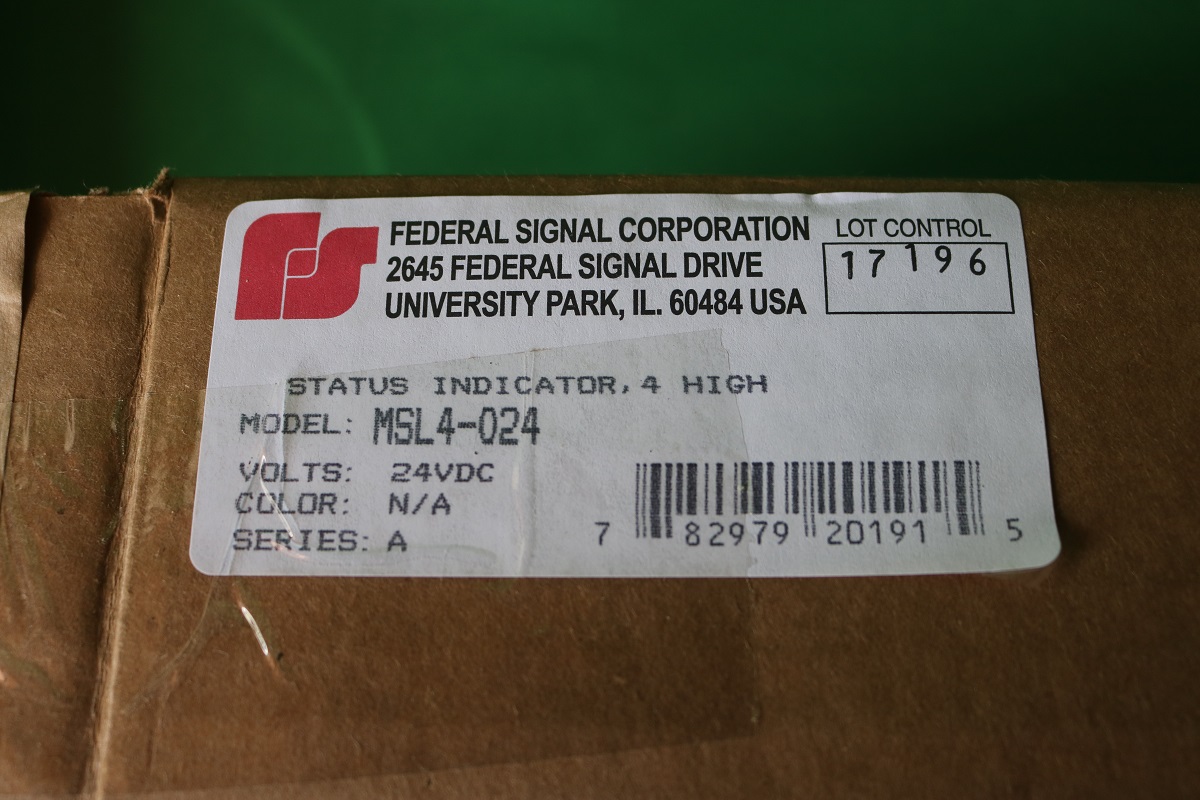 FEDERAL SIGNAL CORPORATION
2645 FEDERAL SIGNAL DRIVE
UNIVERSITY PARK, IL. 60484 USA
LOT CONTROL
17196
STATUS INDICATOR, 4 HIGH
MODEL: MSL4-024
VOLTS: 24VDC
COLOR: N/A
SERIES: A
7 82979 20191 5